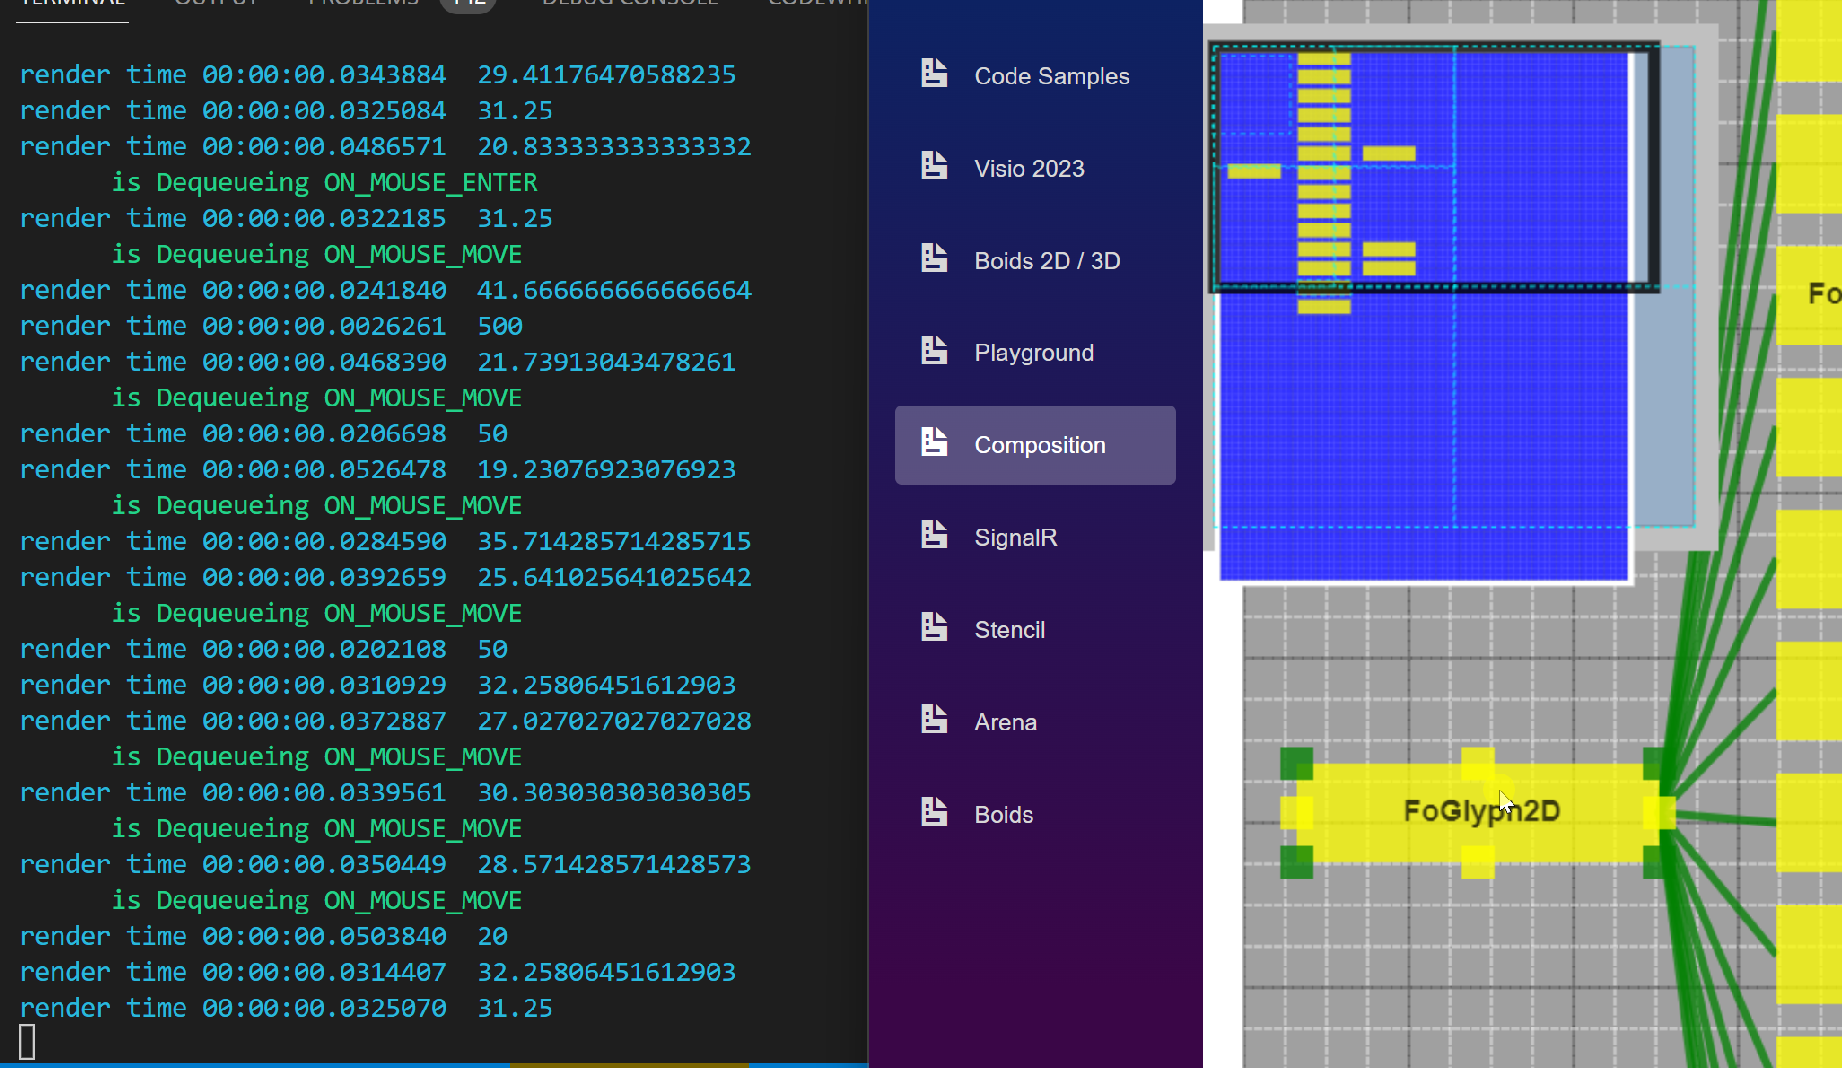 TERMINAL OUTPUT PROBLEMS 142 DEBUG CONSOLE
render time 00:00:00.0343884 29.41176470588235
render time 00:00:00.0325084 31.25
render time 00:00:00.0486571 20.833333333333332
is Dequeueing ON_MOUSE_ENTER
render time 00:00:00.0322185 31.25
is Dequeueing ON_MOUSE_MOVE
render time 00:00:00.0241840 41.666666666666664
render time 00:00:00.0026261 500
render time 00:00:00.0468390 21.73913043478261
is Dequeueing ON_MOUSE_MOVE
render time 00:00:00.0206698 50
render time 00:00:00.0526478 19.23076923076923
is Dequeueing ON_MOUSE_MOVE
render time 00:00:00.0284590 35.714285714285715
render time 00:00:00.0392659 25.641025641025642
is Dequeueing ON_MOUSE_MOVE
render time 00:00:00.0202108 50
render time 00:00:00.0310929 32.25806451612903
render time 00:00:00.0372887 27.027027027027028
is Dequeueing ON_MOUSE_MOVE
render time 00:00:00.0339561 30.303030303030305
is Dequeueing ON_MOUSE_MOVE
render time 00:00:00.0350449 28.571428571428573
is Dequeueing ON_MOUSE_MOVE
render time 00:00:00.0503840 20
render time 00:00:00.0314407 32.25806451612903
render time 00:00:00.0325070 31.25
Code Samples
Visio 2023
Boids 2D / 3D
Playground
Composition
SignalR
Stencil
Arena
Boids
Fo
FoGlyph2D